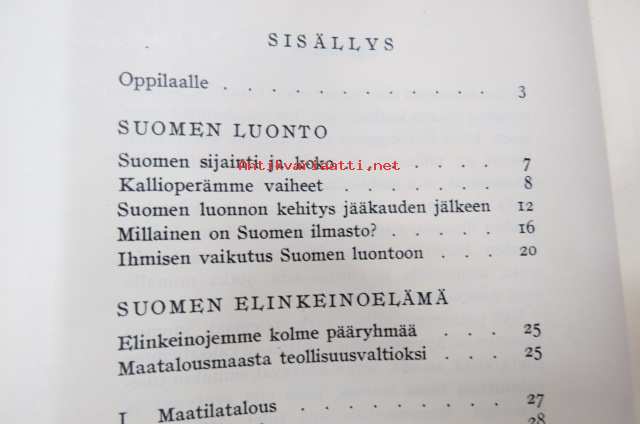 SISÄLLYS
Oppilaalle . . . . . . . . . . . . 3
SUOMEN LUONTO
Suomen sijainti ja koko . . . . . . . 7
Antikvariaatti.net
Kallioperämme vaiheet . . . . . . . 8
Suomen luonnon kehitys jääkauden jälkeen 12
Millainen on Suomen ilmasto? . . . . . 16
Ihmisen vaikutus Suomen luontoon . . . 20
SUOMEN ELINKEINOELÄMÄ
Elinkeinojemme kolme pääryhmää . . . 25
Maatalousmaasta teollisuusvaltioksi . . . 25
I Maatilatalous . . . . . . . . 27
28